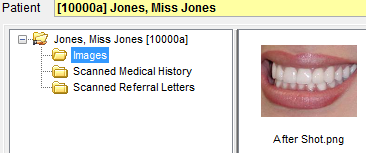 Patient [10000a] Jones, Miss Jones
Jones, Miss Jones [10000a]
Images
Scanned Medical History
Scanned Referral Letters
After Shot.png